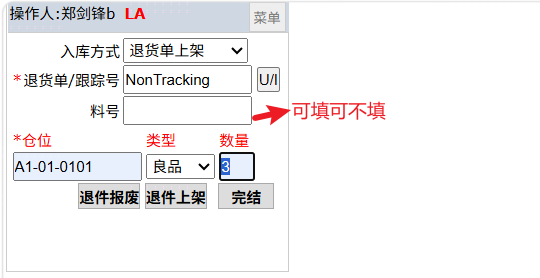 操作人:郑剑锋b LA 菜单
入库方式 退货单上架
*退货单/跟踪号 NonTracking U/I
料号 可填可不填
*仓位 类型 数量
A1-01-0101 良品 3
退件报废 退件上架 完结